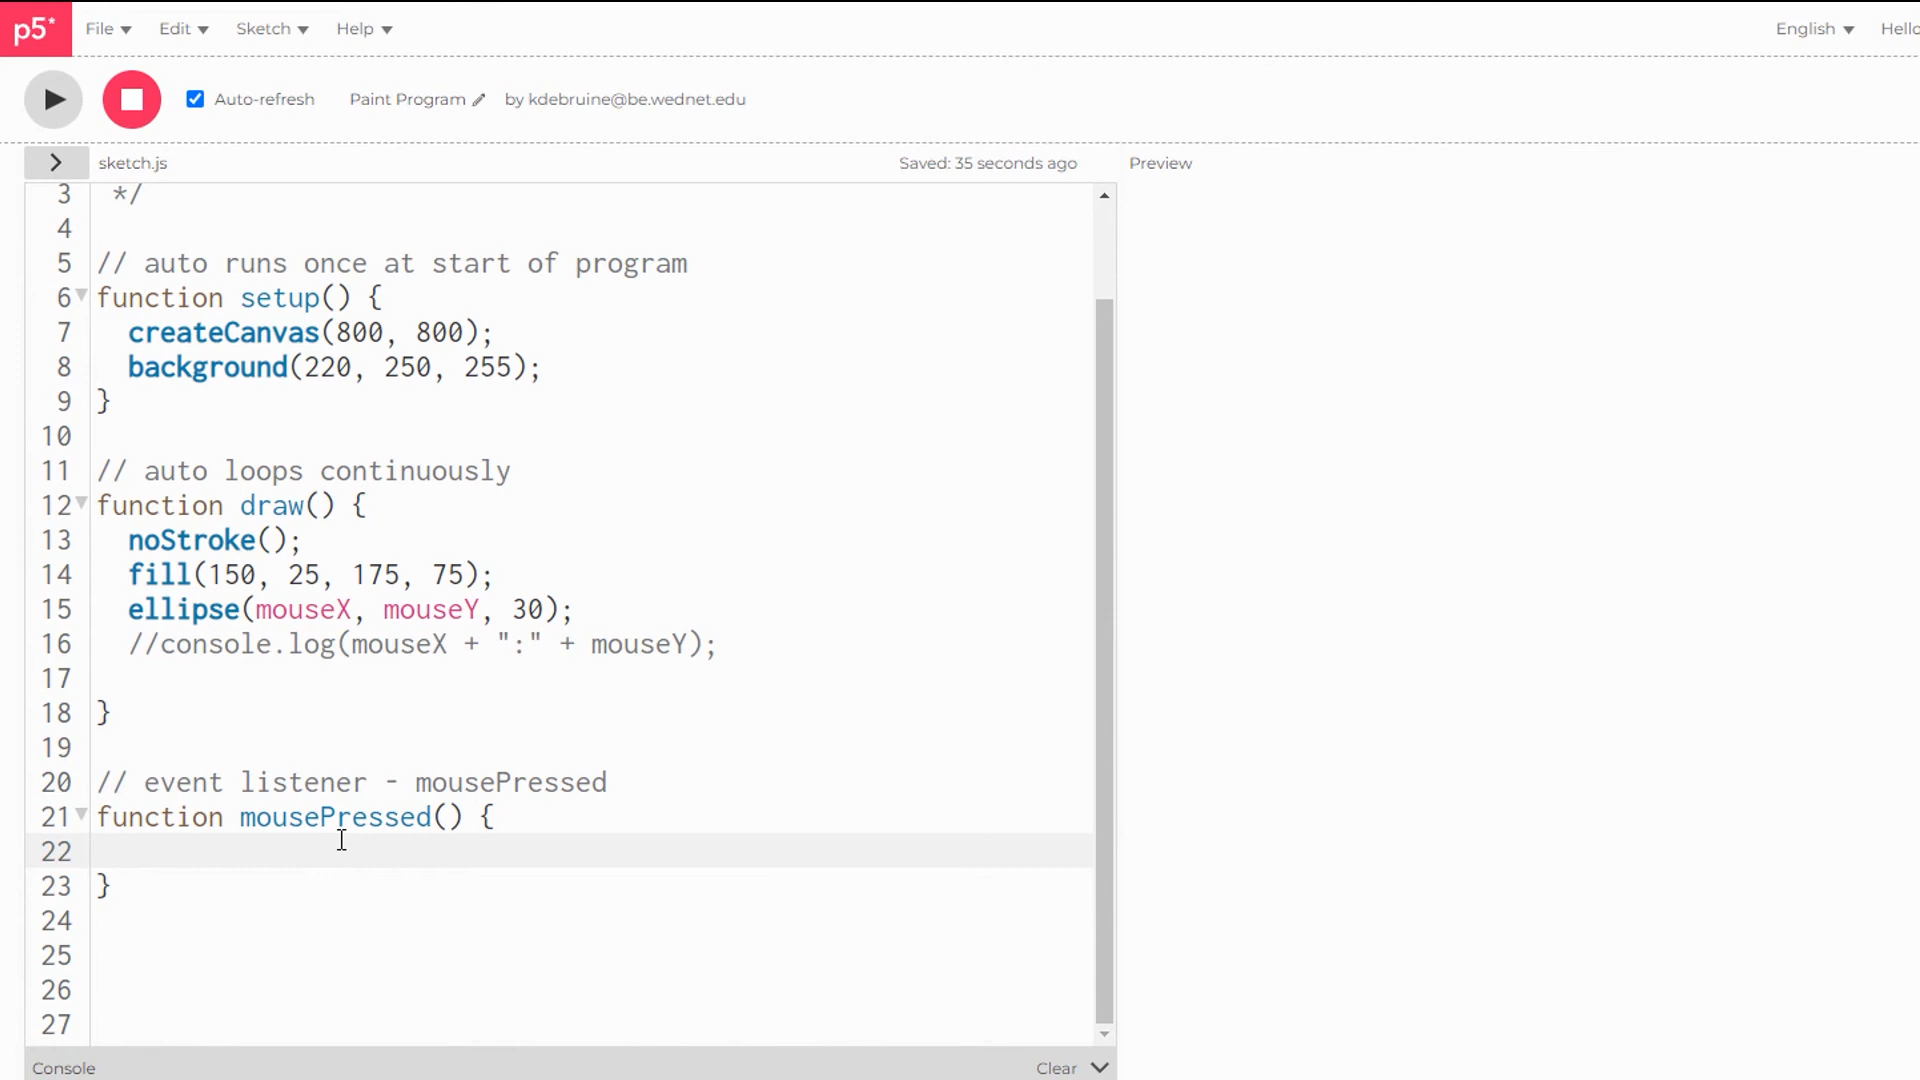 p5* File Edit Sketch Help English Hello
Auto-refresh Paint Program by kdebruine@be.wednet.edu
sketch.js Saved: 35 seconds ago Preview
3 */
4
5 // auto runs once at start of program
6 function setup() {
7 createCanvas(800, 800);
8 background(220, 250, 255);
9 }
10
11 // auto loops continuously
12 function draw() {
13 noStroke();
14 fill(150, 25, 175, 75);
15 ellipse(mouseX, mouseY, 30);
16 //console.log(mouseX + ":" + mouseY);
17
18 }
19
20 // event listener - mousePressed
21 function mousePressed() {
22
23 }
24
25
26
27
Console Clear